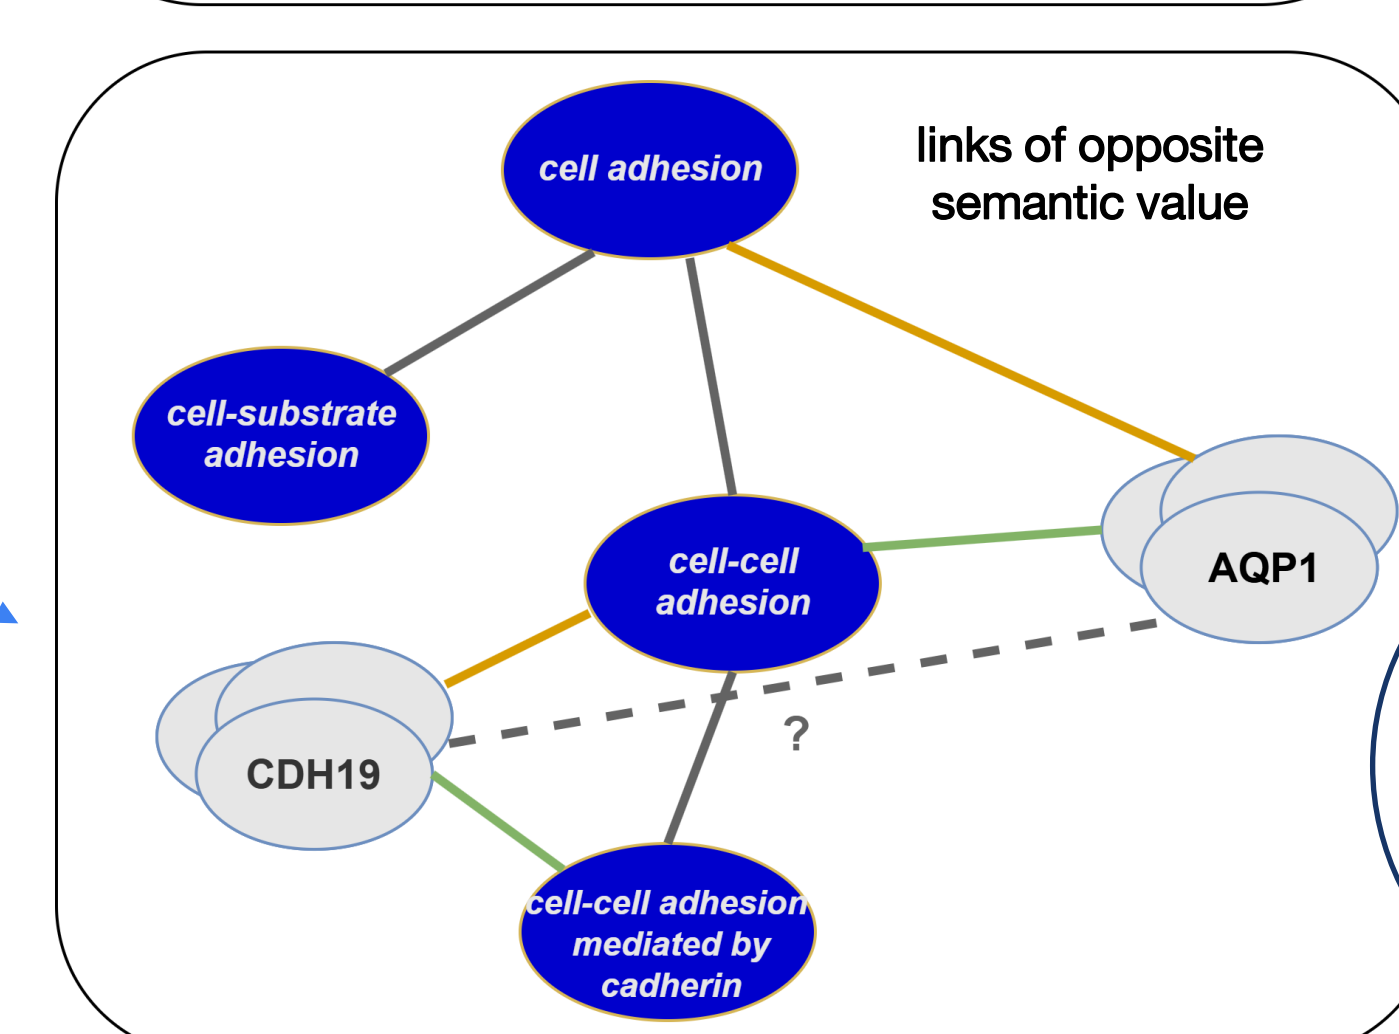 links of opposite
semantic value
cell adhesion
cell-substrate
adhesion
cell-cell
adhesion
AQP1
?
CDH19
cell-cell adhesion
mediated by
cadherin